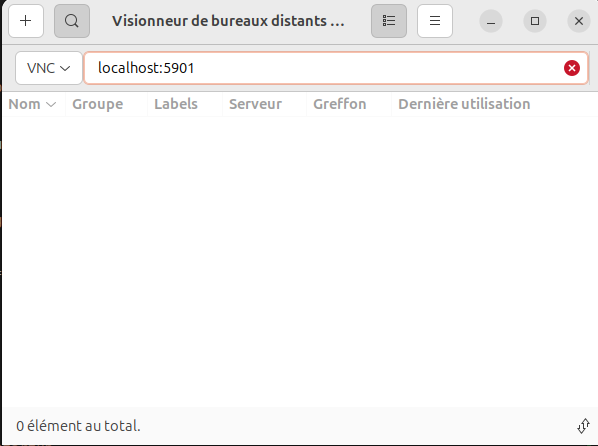 Visionneur de bureaux distants ...
VNC localhost:5901
Nom Groupe Labels Serveur Greffon Dernière utilisation
0 élément au total.